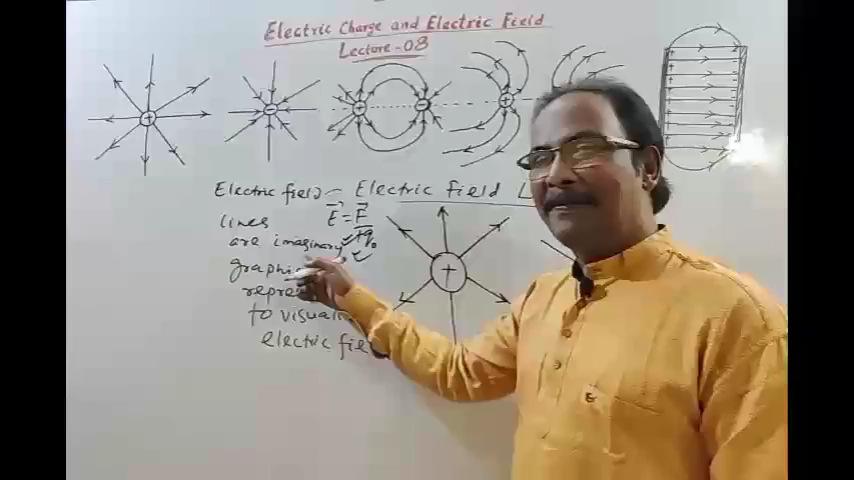 Electric Charge and Electric Field
Lecture-08
+ - + - +
Electric field - Electric Field L
lines E = F
+q₀
are imaginary
graphi
repre
to visuali
electric fie
+